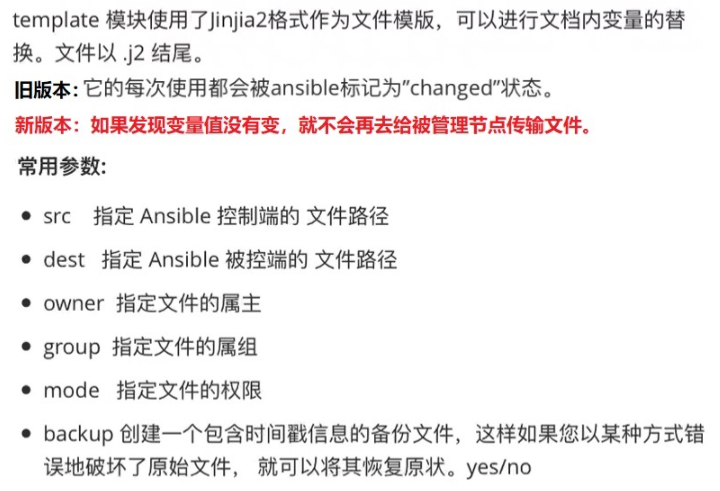 template 模块使用了Jinjia2格式作为文件模版，可以进行文档内变量的替
换。文件以 .j2 结尾。
旧版本：它的每次使用都会被ansible标记为”changed”状态。
新版本：如果发现变量值没有变，就不会再去给被管理节点传输文件。
常用参数:
• src 指定 Ansible 控制端的 文件路径
• dest 指定 Ansible 被控端的 文件路径
• owner 指定文件的属主
• group 指定文件的属组
• mode 指定文件的权限
• backup 创建一个包含时间戳信息的备份文件，这样如果您以某种方式错
误地破坏了原始文件， 就可以将其恢复原状。yes/no